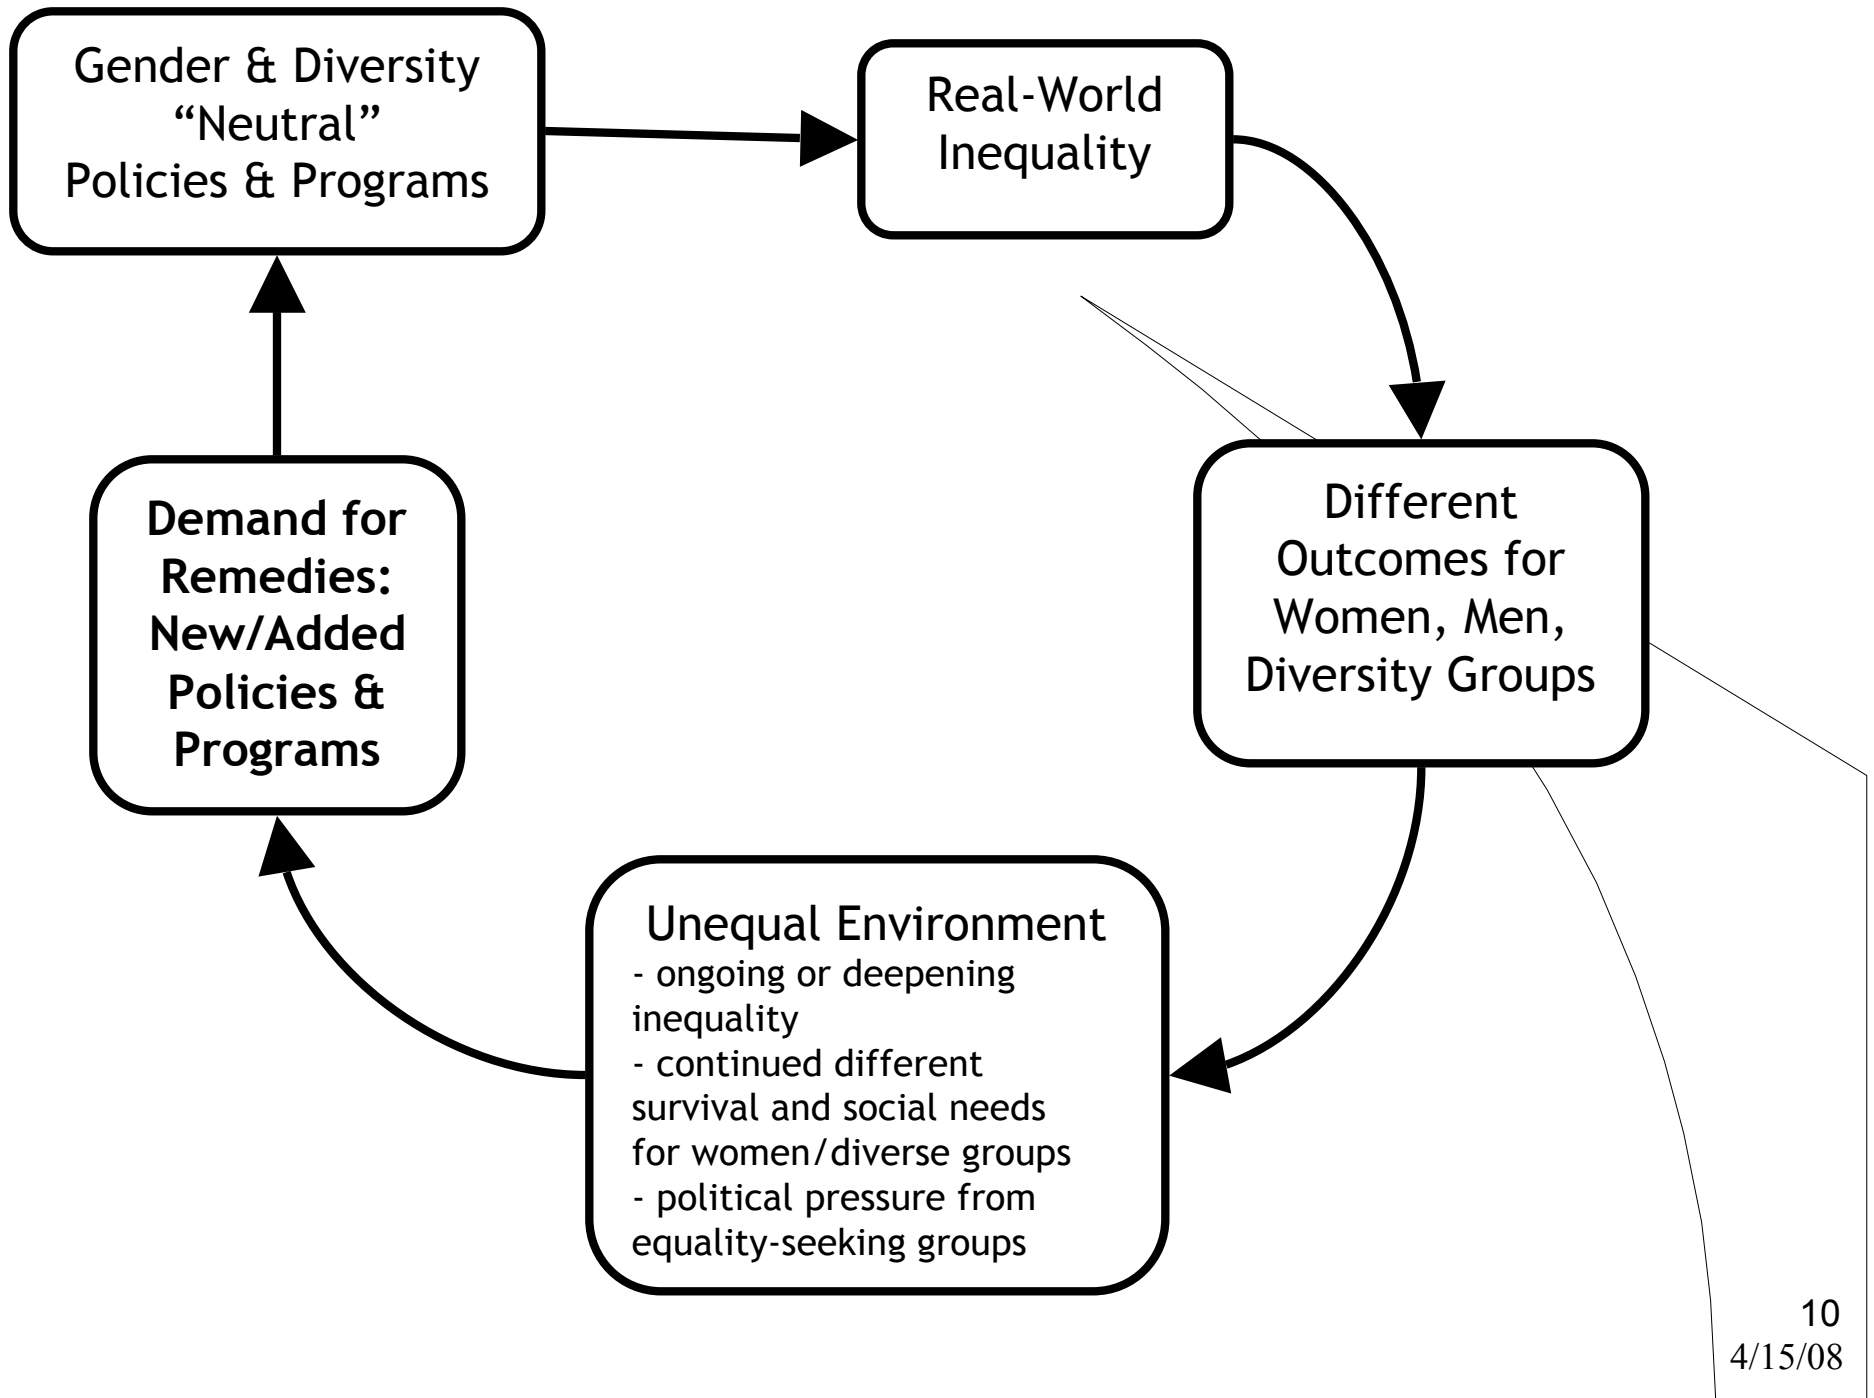 Gender & Diversity
“Neutral”
Policies & Programs
Real-World
Inequality
Different
Outcomes for
Women, Men,
Diversity Groups
Unequal Environment
- ongoing or deepening
inequality
- continued different
survival and social needs
for women/diverse groups
- political pressure from
equality-seeking groups
Demand for
Remedies:
New/Added
Policies &
Programs
10
4/15/08